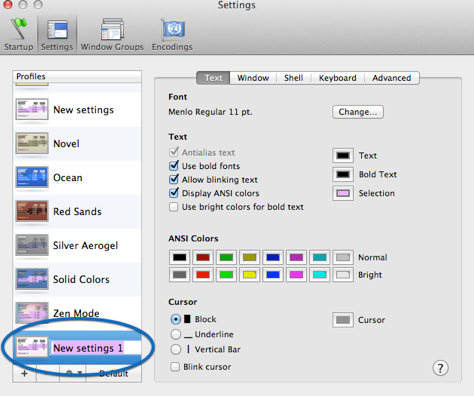 Settings
Startup Settings Window Groups Encodings
Profiles
New settings
Novel
Ocean
Red Sands
Silver Aerogel
Solid Colors
Zen Mode
New settings 1
+ Default
Text Window Shell Keyboard Advanced
Font
Menlo Regular 11 pt. Change...
Text
Antialias text
Use bold fonts
Allow blinking text
Display ANSI colors
Use bright colors for bold text
Text
Bold Text
Selection
ANSI Colors
Normal
Bright
Cursor
Block
Underline
Vertical Bar
Blink cursor
Cursor
?